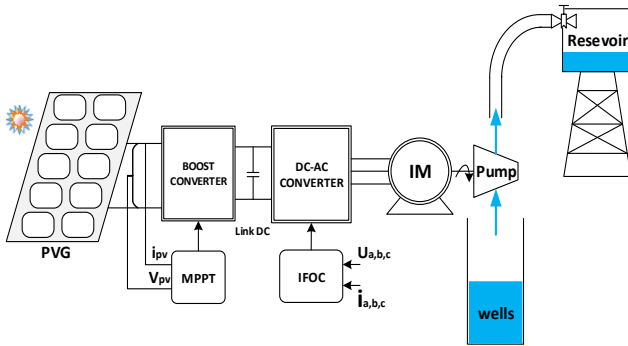 Resevoir
BOOST
CONVERTER
DC-AC
CONVERTER
IM
Pump
Link DC
PVG
ipv
Vpv
MPPT
IFOC
Ua,b,c
ia,b,c
wells